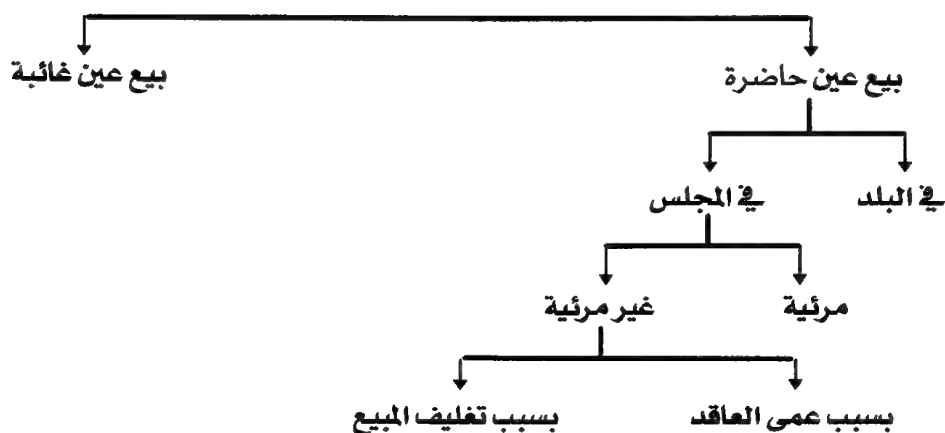 بيع عين حاضرة
بيع عين غائبة
في البلد
في المجلس
مرئية
غير مرئية
بسبب عمى العاقد
بسبب تغليف المبيع